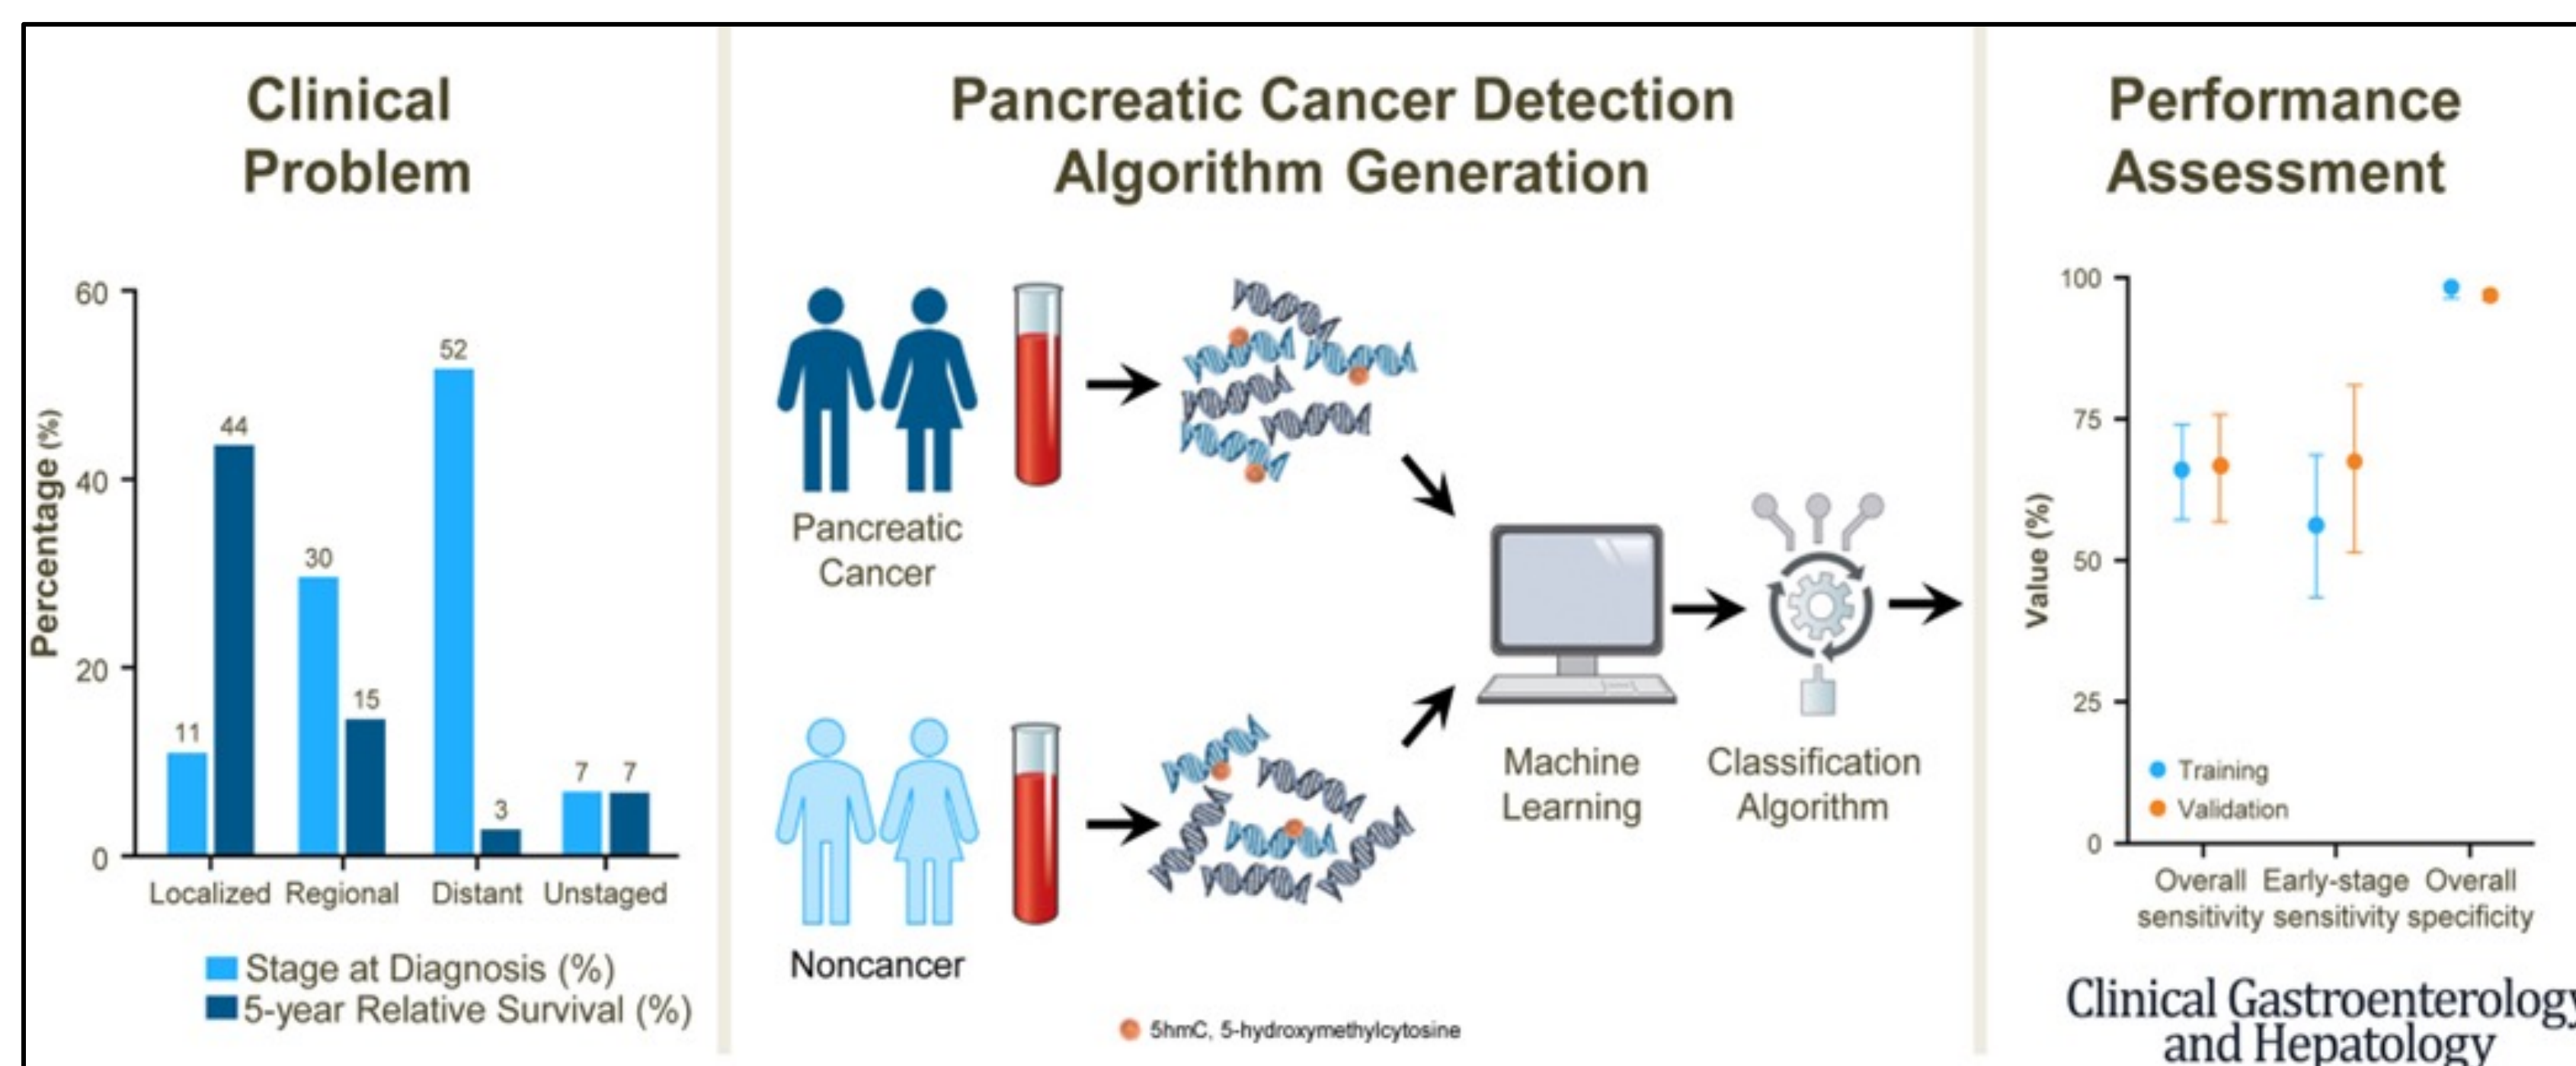 Clinical
Problem
Percentage (%)
60
40
20
0
11
44
30
15
52
3
7
7
Localized
Regional
Distant
Unstaged
Stage at Diagnosis (%)
5-year Relative Survival (%)
Pancreatic Cancer Detection
Algorithm Generation
Pancreatic
Cancer
Noncancer
Machine
Learning
Classification
Algorithm
5hmC, 5-hydroxymethylcytosine
Performance
Assessment
Value (%)
100
75
50
25
0
Training
Validation
Overall
sensitivity
Early-stage
sensitivity
Overall
specificity
Clinical Gastroenterology
and Hepatology